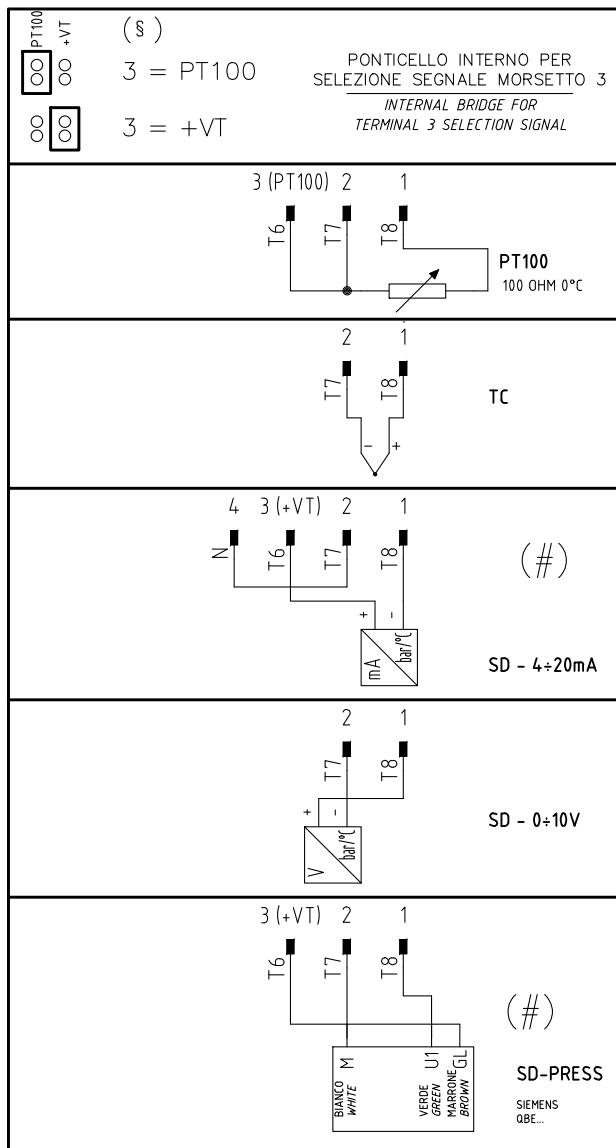 PT100
+VT
(§)
3 = PT100
3 = +VT
PONTICELLO INTERNO PER
SELEZIONE SEGNALE MORSETTO 3
INTERNAL BRIDGE FOR
TERMINAL 3 SELECTION SIGNAL
3 (PT100) 2 1
T6 T7 T8
PT100
100 OHM 0°C
2 1
T7 T8
- +
TC
4 3 (+VT) 2 1
N T6 T7 T8
(#)
+ -
mA bar/°C
SD - 4÷20mA
2 1
T7 T8
+ -
V bar/°C
SD - 0÷10V
3 (+VT) 2 1
T6 T7 T8
(#)
M U1 GL
BIANCO
WHITE
VERDE
GREEN
MARRONE
BROWN
SD-PRESS
SIEMENS
QBE...